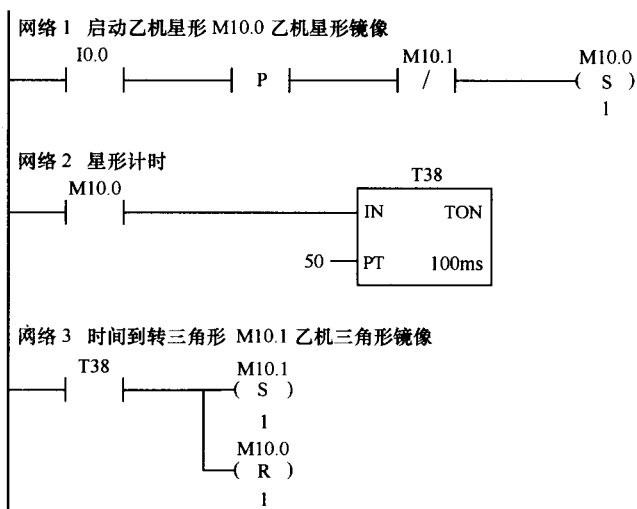 网络 1 启动乙机星形 M10.0 乙机星形镜像
I0.0
P
M10.1
/
M10.0
( S )
1
网络 2 星形计时
M10.0
T38
IN TON
50 PT 100ms
网络 3 时间到转三角形 M10.1 乙机三角形镜像
T38
M10.1
( S )
1
M10.0
( R )
1